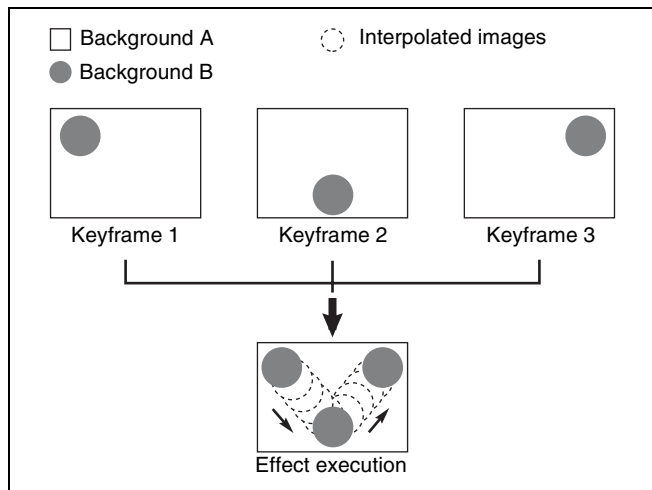 Background A
Interpolated images
Background B
Keyframe 1
Keyframe 2
Keyframe 3
Effect execution